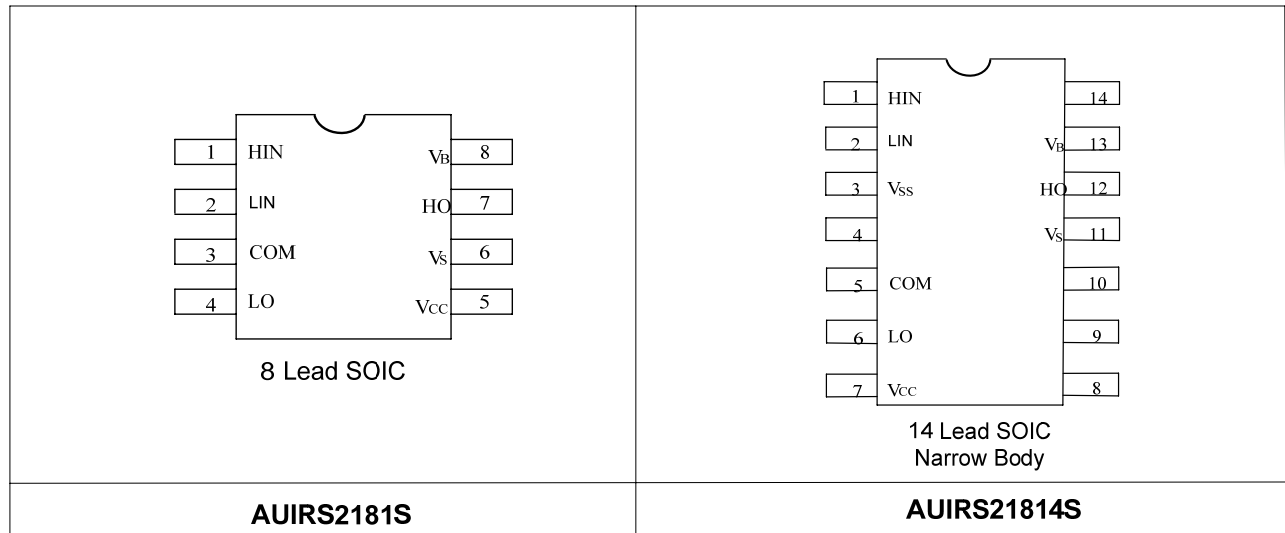 1 HIN VB 8
2 LIN HO 7
3 COM VS 6
4 LO VCC 5
8 Lead SOIC
AUIRS2181S
1 HIN 14
2 LIN VB 13
3 VSS HO 12
4 VS 11
5 COM 10
6 LO 9
7 VCC 8
14 Lead SOIC
Narrow Body
AUIRS21814S